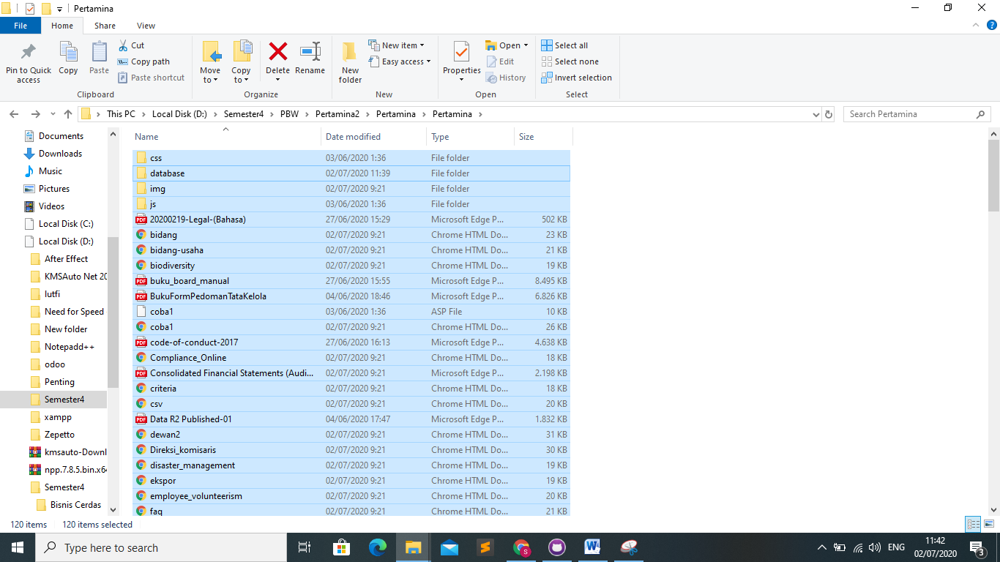 Pertamina
File Home Share View
Pin to Quick access
Copy
Paste
Cut
Copy path
Paste shortcut
Clipboard
Move to
Copy to
Delete
Rename
Organize
New folder
New item
Easy access
New
Properties
Open
Edit
History
Open
Select all
Select none
Invert selection
Select
This PC Local Disk (D:) Semester4 PBW Pertamina2 Pertamina Pertamina
Search Pertamina
Documents
Downloads
Music
Pictures
Videos
Local Disk (C:)
Local Disk (D:)
After Effect
KMSAuto Net 20
lutfi
Need for Speed
New folder
Notepadd++
odoo
Penting
Semester4
xampp
Zepetto
kmsauto-Downl
npp.7.8.5.bin.x64
Semester4
Bisnis Cerdas
Name Date modified Type Size
css 03/06/2020 1:36 File folder
database 02/07/2020 11:39 File folder
img 02/07/2020 9:21 File folder
js 03/06/2020 1:36 File folder
20200219-Legal-(Bahasa) 27/06/2020 15:29 Microsoft Edge P... 502 KB
bidang 02/07/2020 9:21 Chrome HTML Do... 23 KB
bidang-usaha 02/07/2020 9:21 Chrome HTML Do... 21 KB
biodiversity 02/07/2020 9:21 Chrome HTML Do... 19 KB
buku_board_manual 27/06/2020 15:55 Microsoft Edge P... 8.495 KB
BukuFormPedomanTataKelola 04/06/2020 18:46 Microsoft Edge P... 6.826 KB
coba1 03/06/2020 1:36 ASP File 10 KB
coba1 02/07/2020 9:21 Chrome HTML Do... 26 KB
code-of-conduct-2017 27/06/2020 16:13 Microsoft Edge P... 4.638 KB
Compliance_Online 02/07/2020 9:21 Chrome HTML Do... 18 KB
Consolidated Financial Statements (Audi... 02/07/2020 9:21 Microsoft Edge P... 2.198 KB
criteria 02/07/2020 9:21 Chrome HTML Do... 18 KB
csv 02/07/2020 9:21 Chrome HTML Do... 20 KB
Data R2 Published-01 04/06/2020 17:47 Microsoft Edge P... 1.832 KB
dewan2 02/07/2020 9:21 Chrome HTML Do... 31 KB
Direksi_komisaris 02/07/2020 9:21 Chrome HTML Do... 30 KB
disaster_management 02/07/2020 9:21 Chrome HTML Do... 19 KB
ekspor 02/07/2020 9:21 Chrome HTML Do... 19 KB
employee_volunteerism 02/07/2020 9:21 Chrome HTML Do... 20 KB
faq 02/07/2020 9:21 Chrome HTML Do... 21 KB
120 items 120 items selected
Type here to search
ENG
11:42
02/07/2020
3